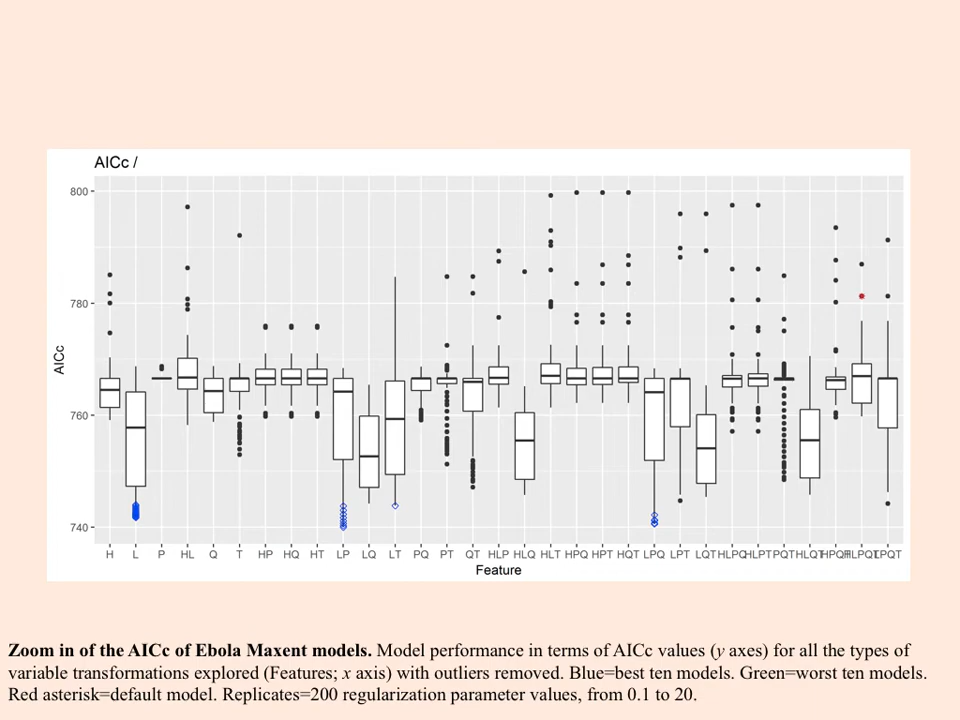 AICc /
AICc
800
780
760
740
H L P HL Q T HP HQ HT LP LQ LT PQ PT QT HLP HLQ HLT HPQ HPT HQT LPQ LPT LQT HLPQ HLPT PQT HLQT HPQT HLPQT LPQT
Feature
Zoom in of the AICc of Ebola Maxent models. Model performance in terms of AICc values (y axes) for all the types of
variable transformations explored (Features; x axis) with outliers removed. Blue=best ten models. Green=worst ten models.
Red asterisk=default model. Replicates=200 regularization parameter values, from 0.1 to 20.